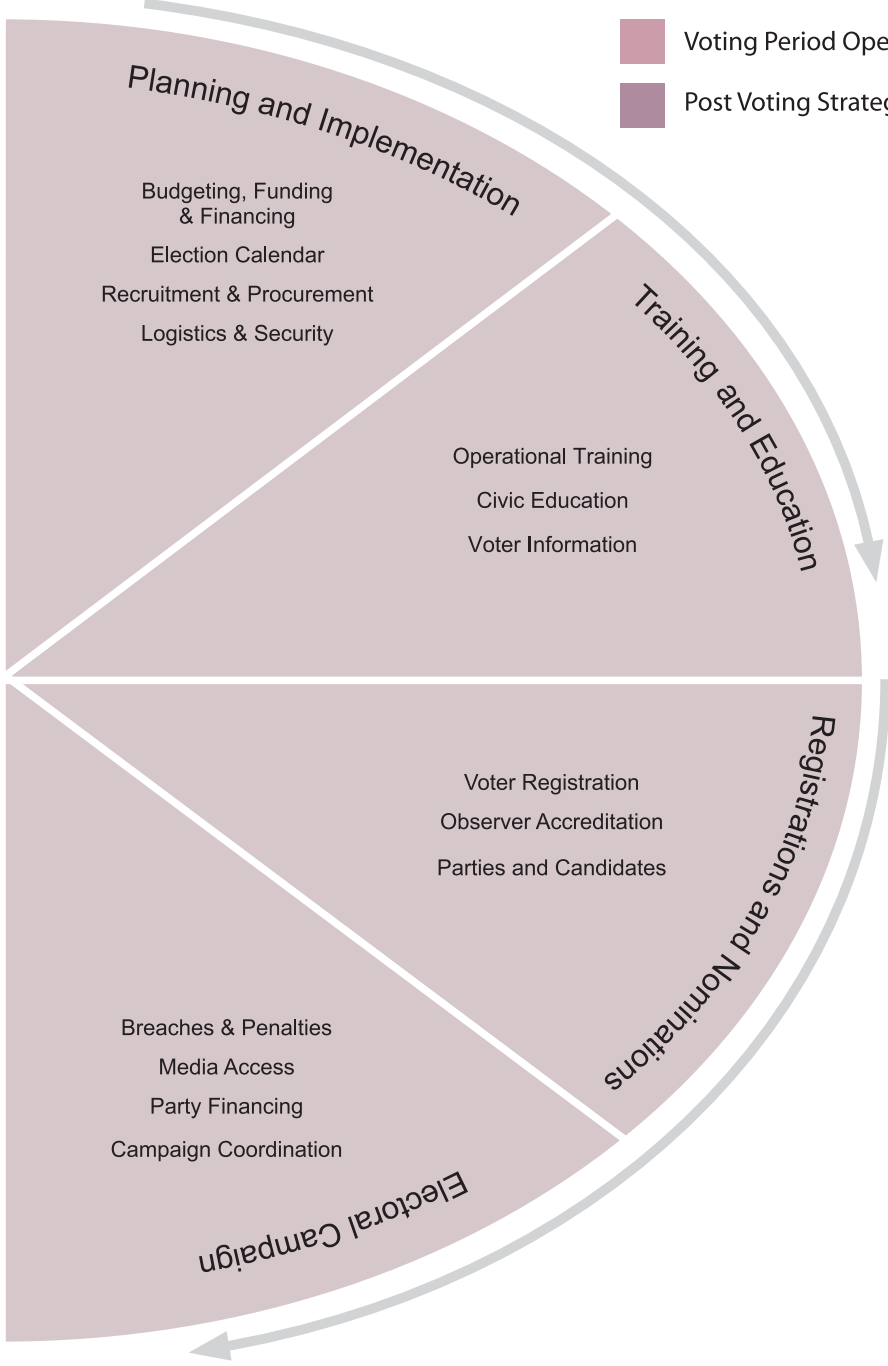 Voting Period Ope
Post Voting Strateg
Planning and Implementation
Budgeting, Funding
& Financing
Election Calendar
Recruitment & Procurement
Logistics & Security
Training and Education
Operational Training
Civic Education
Voter Information
Registrations and Nominations
Voter Registration
Observer Accreditation
Parties and Candidates
Breaches & Penalties
Media Access
Party Financing
Campaign Coordination
Electoral Campaign